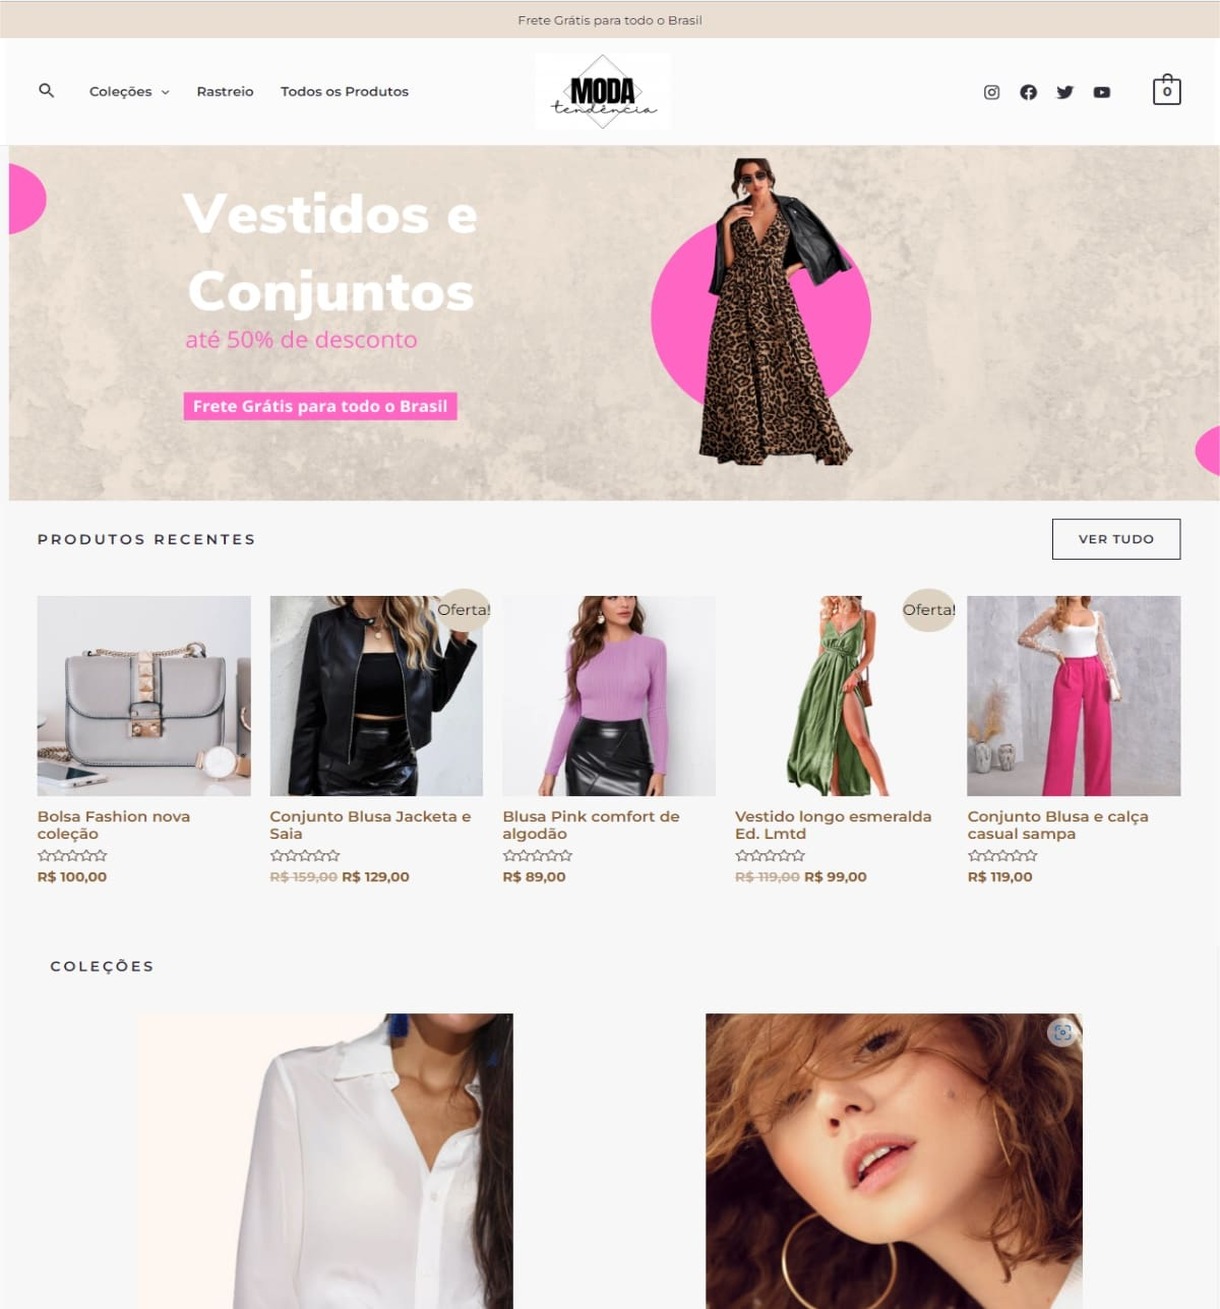 Frete Grátis para todo o Brasil
Coleções
Rastreio
Todos os Produtos
MODA
tendência
0
Vestidos e
Conjuntos
até 50% de desconto
Frete Grátis para todo o Brasil
PRODUTOS RECENTES
VER TUDO
Bolsa Fashion nova
coleção
R$ 100,00
Oferta!
Conjunto Blusa Jacketa e
Saia
R$ 159,00 R$ 129,00
Blusa Pink comfort de
algodão
R$ 89,00
Oferta!
Vestido longo esmeralda
Ed. Lmtd
R$ 119,00 R$ 99,00
Conjunto Blusa e calça
casual sampa
R$ 119,00
COLEÇÕES